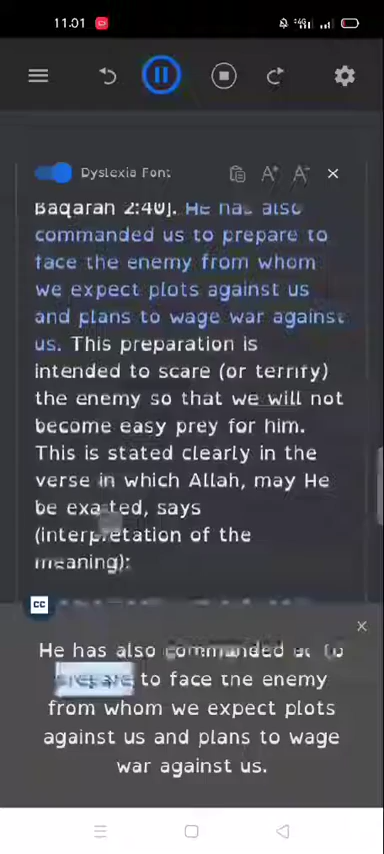 11.01
Dyslexia Font
A+ A-
Baqarah 2:40]. He has also
commanded us to prepare to
face the enemy from whom
we expect plots against us
and plans to wage war against
us. This preparation is
intended to scare (or terrify)
the enemy so that we will not
become easy prey for him.
This is stated clearly in the
verse in which Allah, may He
be exalted, says
(interpretation of the
meaning):
CC
He has also commanded us to
prepare to face the enemy
from whom we expect plots
against us and plans to wage
war against us.